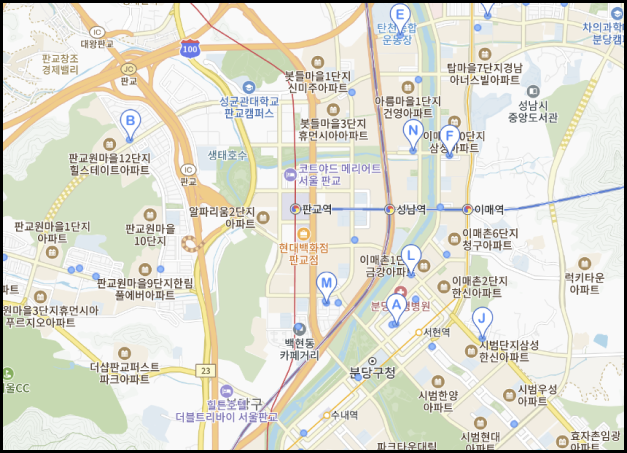 IC
대왕판교
판교창조
경제밸리
JC
판교
100
E
탄천종합
운동장
차의과학대
분당캠퍼
탑마을7단지경남
아너스빌아파트
성남시
중앙도서관
봇들마을1단지
신미주아파트
성균관대학교
판교캠퍼스
아름마을1단지
건영아파트
봇들마을3단지
휴먼시아아파트
B
N
F
삼성아파트
판교원마을12단지
힐스테이트아파트
생태호수
IC
판교
코트야드 메리어트
서울 판교
판교역
성남역
이매역
알파리움2단지
아파트
판교원마을1단지
아파트
판교원마을
10단지
현대백화점
판교점
이매촌6단지
청구아파트
L
이매촌1단
금강아파트
이매촌2단지
한신아파트
럭키타운
아파트
판교원마을9단지한림
풀에버아파트
M
A
J
판교원마을3단지휴먼시아
푸르지오아파트
백현동
카페거리
서현역
분당구청
시범단지삼성
한신아파트
더샵판교퍼스트
파크아파트
23
시범한양
아파트
시범우성
아파트
서울CC
힐튼호텔
더블트리바이 서울판교
수내역
시범현대
아파트
효자촌임광
아파트
파크타운대림